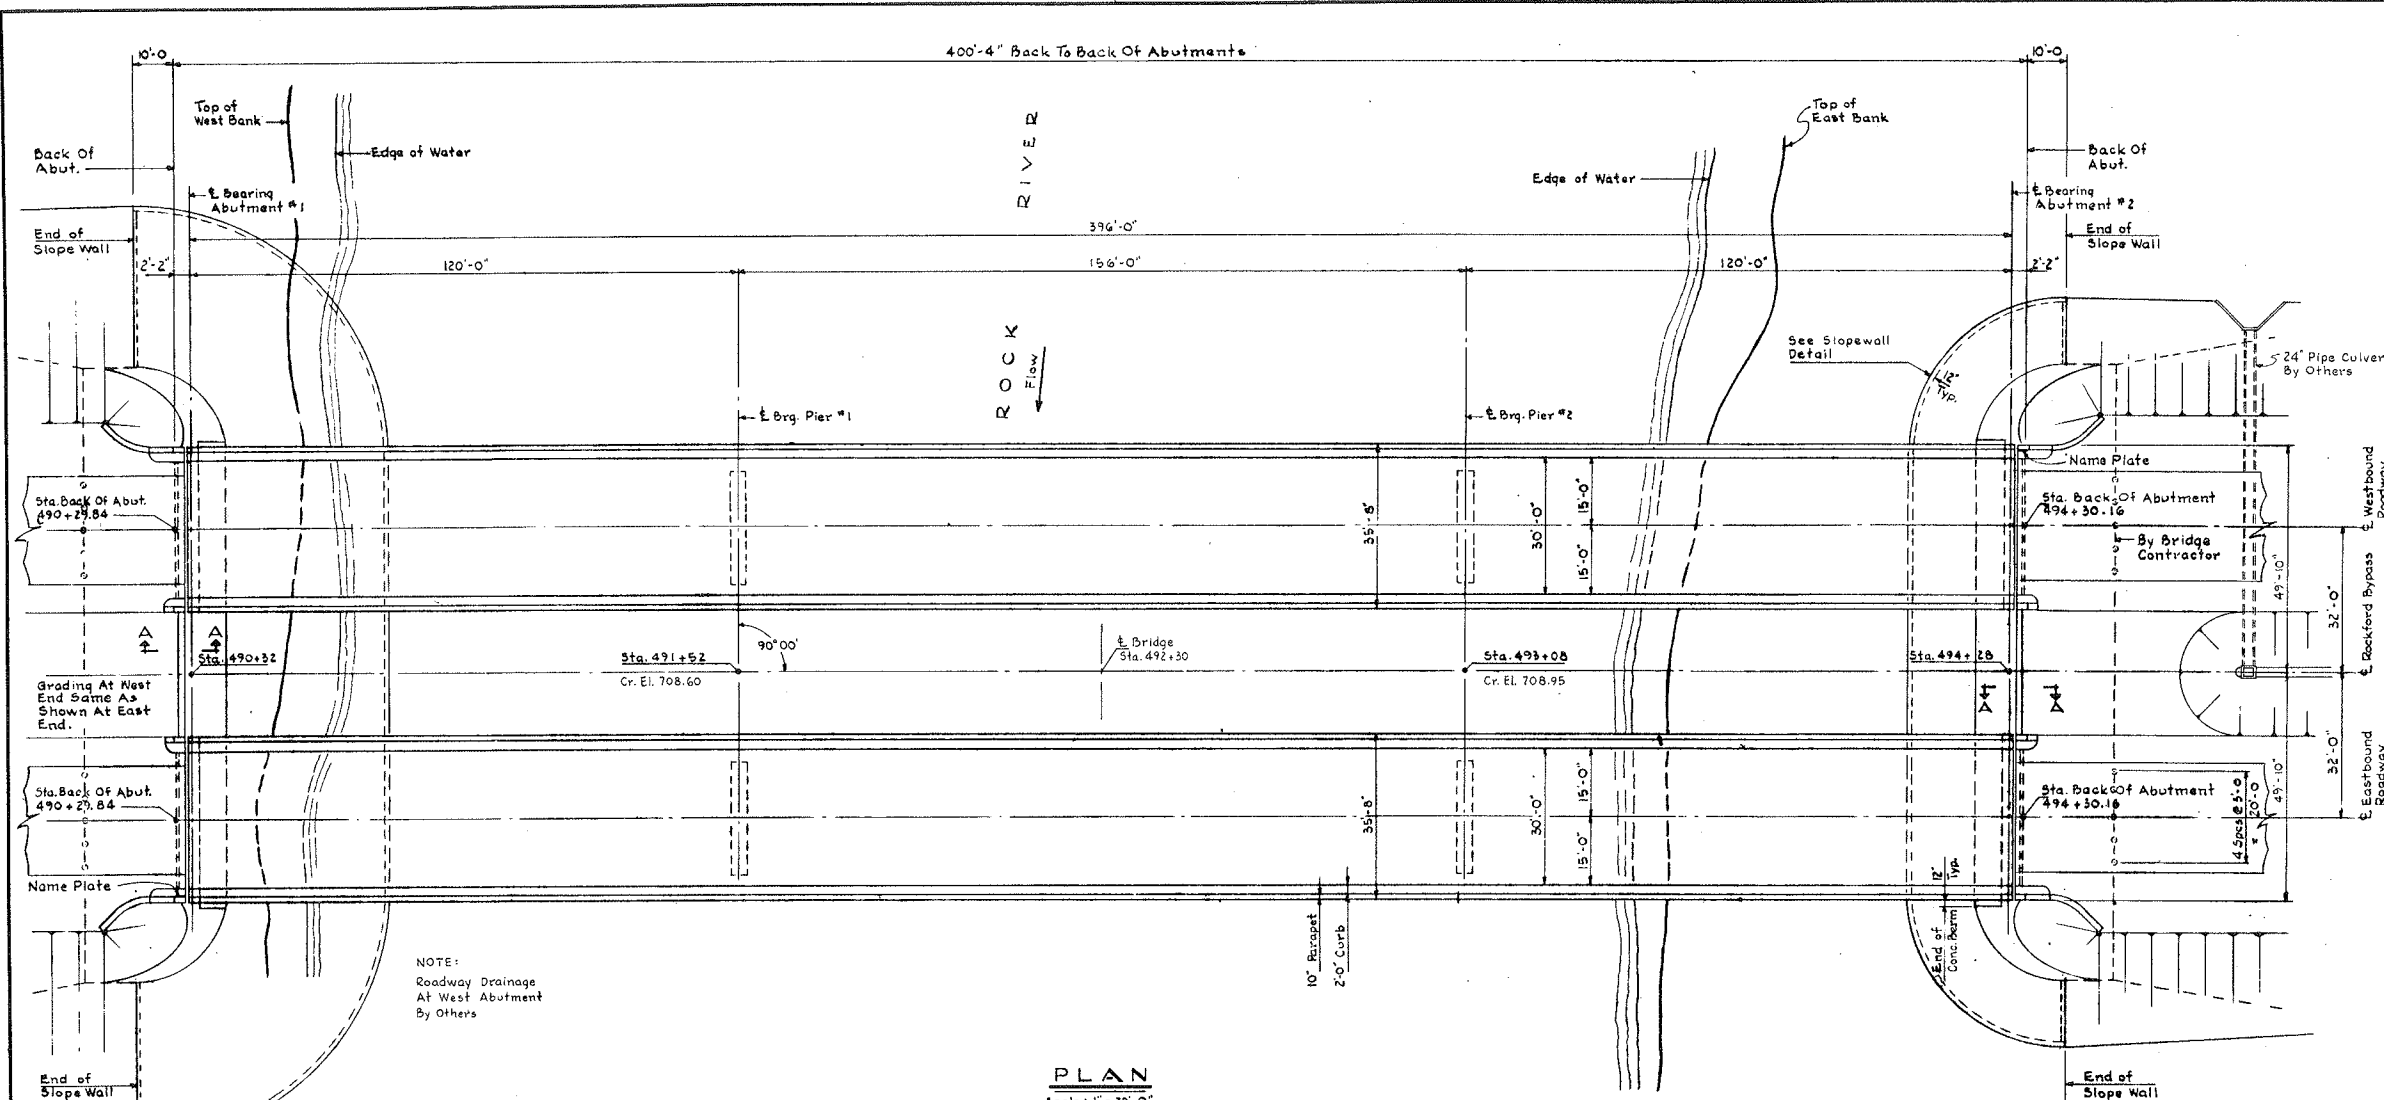 10'-0
400'-4" Back To Back Of Abutments
10'-0
Top of
West Bank
Edge of Water
Back Of
Abut.
℄ Bearing
Abutment #1
End of
Slope Wall
RIVER
ROCK
Flow
Top of
East Bank
Edge of Water
Back Of
Abut.
℄ Bearing
Abutment #2
End of
Slope Wall
396'-0"
2'-2"
120'-0"
156'-0"
120'-0"
2'-2"
See Slopewall
Detail
Typ.
24" Pipe Culver
By Others
℄ Brg. Pier #1
℄ Brg. Pier #2
Name Plate
Sta. Back Of Abut.
490+29.84
35'-8"
30'-0"
15'-0"
15'-0"
Sta. Back Of Abutment
494+30.16
By Bridge
Contractor
℄ Westbound
Roadway
49'-10"
32'-0"
℄ Rockford Bypass
A
A
Sta. 490+32
Sta. 491+52
Cr. El. 708.60
90°00'
℄ Bridge
Sta. 492+30
Sta. 493+08
Cr. El. 708.95
Sta. 494+28
A
A
Grading At West
End Same As
Shown At East
End.
Sta. Back Of Abut.
490+29.84
35'-8"
30'-0"
15'-0"
15'-0"
Sta. Back Of Abutment
494+30.16
4 Spcs @ 5'-0
= 20'-0
49'-10"
32'-0"
℄ Eastbound
Roadway
Name Plate
12"
Typ.
End of
Conc. Berm
10" Parapet
2'-0" Curb
NOTE:
Roadway Drainage
At West Abutment
By Others
End of
Slope Wall
PLAN
End of
Slope Wall